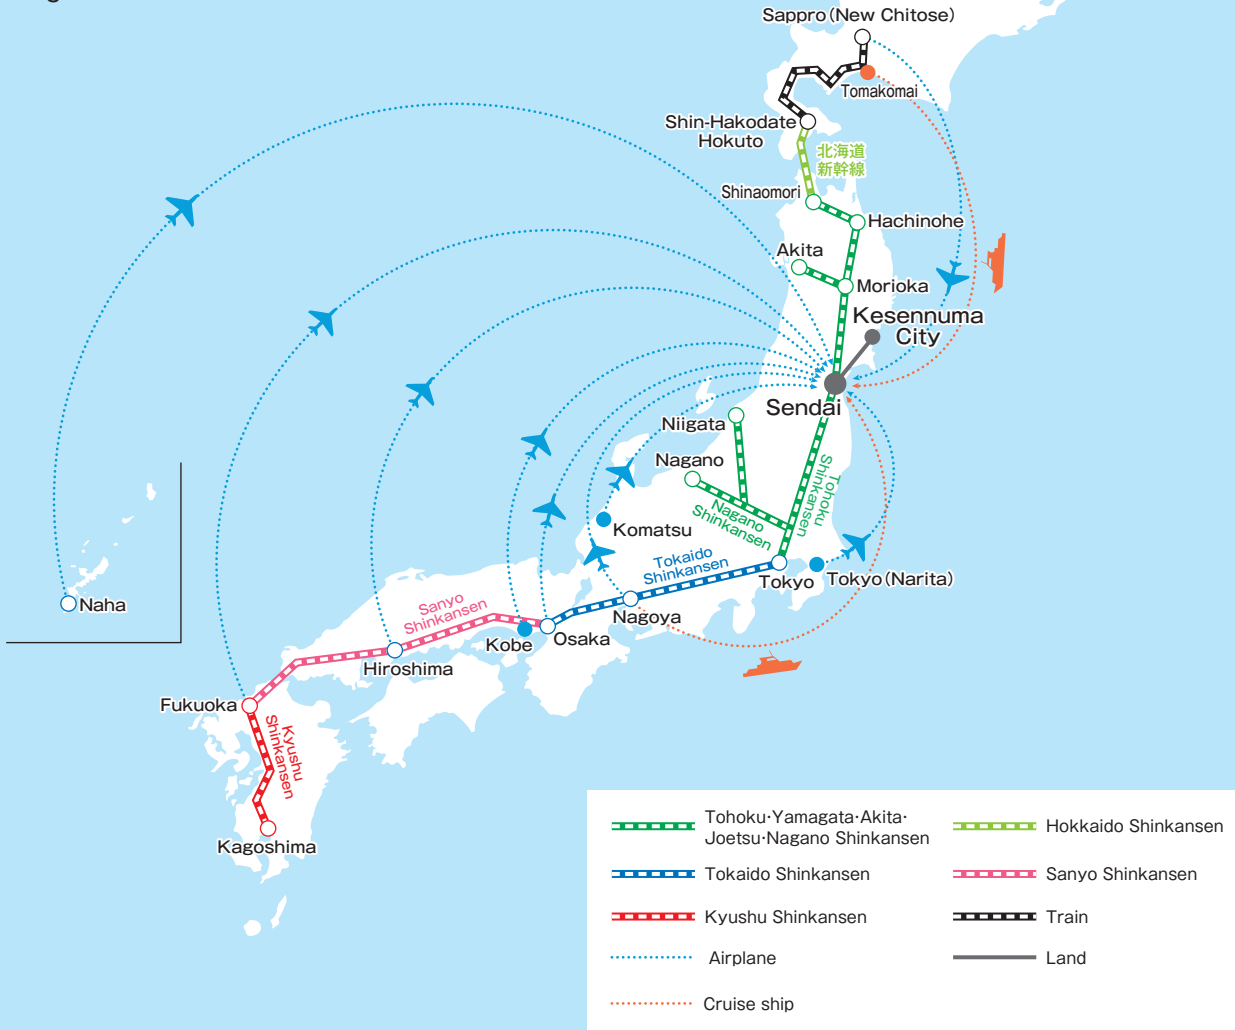 Sappro(New Chitose)
Tomakomai
Shin-Hakodate
Hokuto
北海道
新幹線
Shinaomori
Hachinohe
Akita
Morioka
Kesennuma
City
Sendai
Niigata
Nagano
Tohoku
Shinkansen
Nagano
Shinkansen
Komatsu
Tokaido
Shinkansen
Tokyo
Tokyo(Narita)
Naha
Sanyo
Shinkansen
Nagoya
Kobe
Osaka
Hiroshima
Fukuoka
Kyushu
Shinkansen
Kagoshima
Tohoku·Yamagata·Akita·
Joetsu·Nagano Shinkansen
Hokkaido Shinkansen
Tokaido Shinkansen
Sanyo Shinkansen
Kyushu Shinkansen
Train
Airplane
Land
Cruise ship